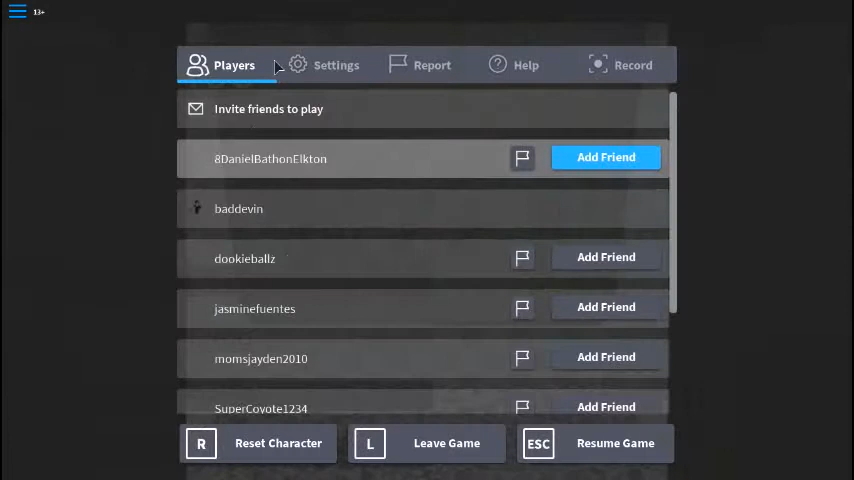 13+
Players Settings Report Help Record
Invite friends to play
8DanielBathonElkton Add Friend
baddevin
dookieballz Add Friend
jasminefuentes Add Friend
momsjayden2010 Add Friend
SuperCoyote1234 Add Friend
R Reset Character L Leave Game ESC Resume Game